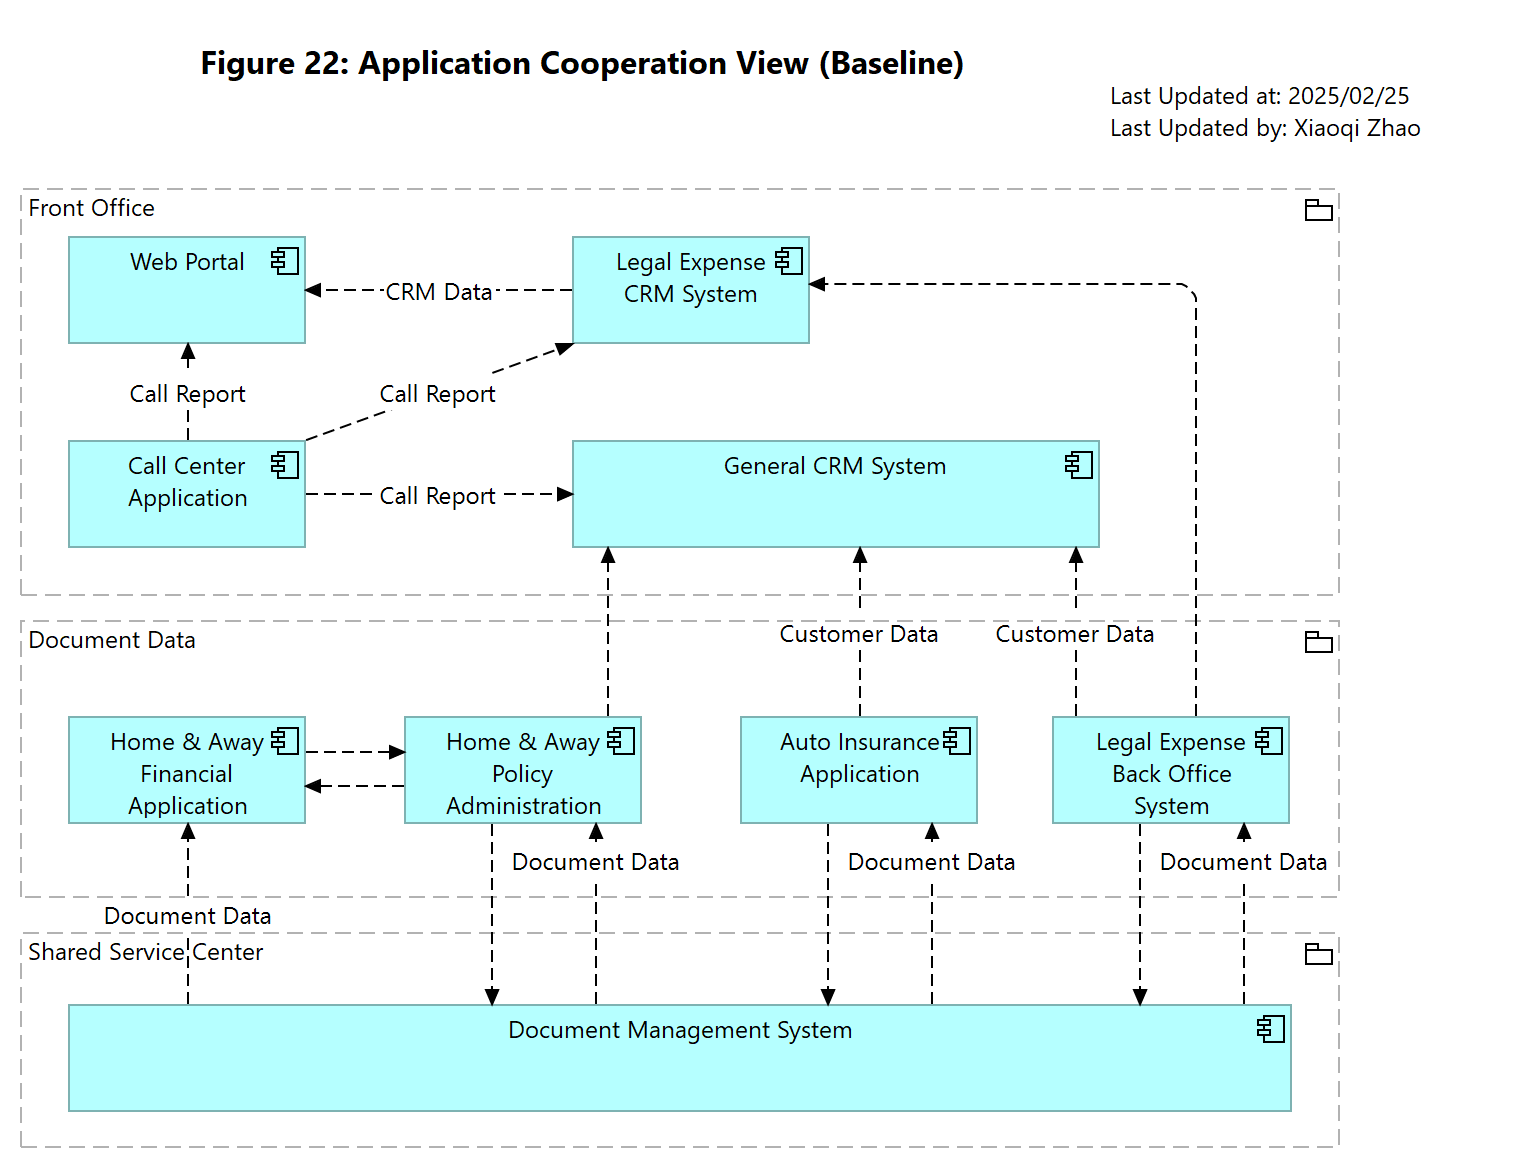 Figure 22: Application Cooperation View (Baseline)
Last Updated at: 2025/02/25
Last Updated by: Xiaoqi Zhao
Front Office
Web Portal
Legal Expense
CRM System
CRM Data
Call Report
Call Report
Call Center
Application
Call Report
General CRM System
Document Data
Customer Data
Customer Data
Home & Away
Financial
Application
Home & Away
Policy
Administration
Auto Insurance
Application
Legal Expense
Back Office
System
Document Data
Document Data
Document Data
Document Data
Shared Service Center
Document Management System